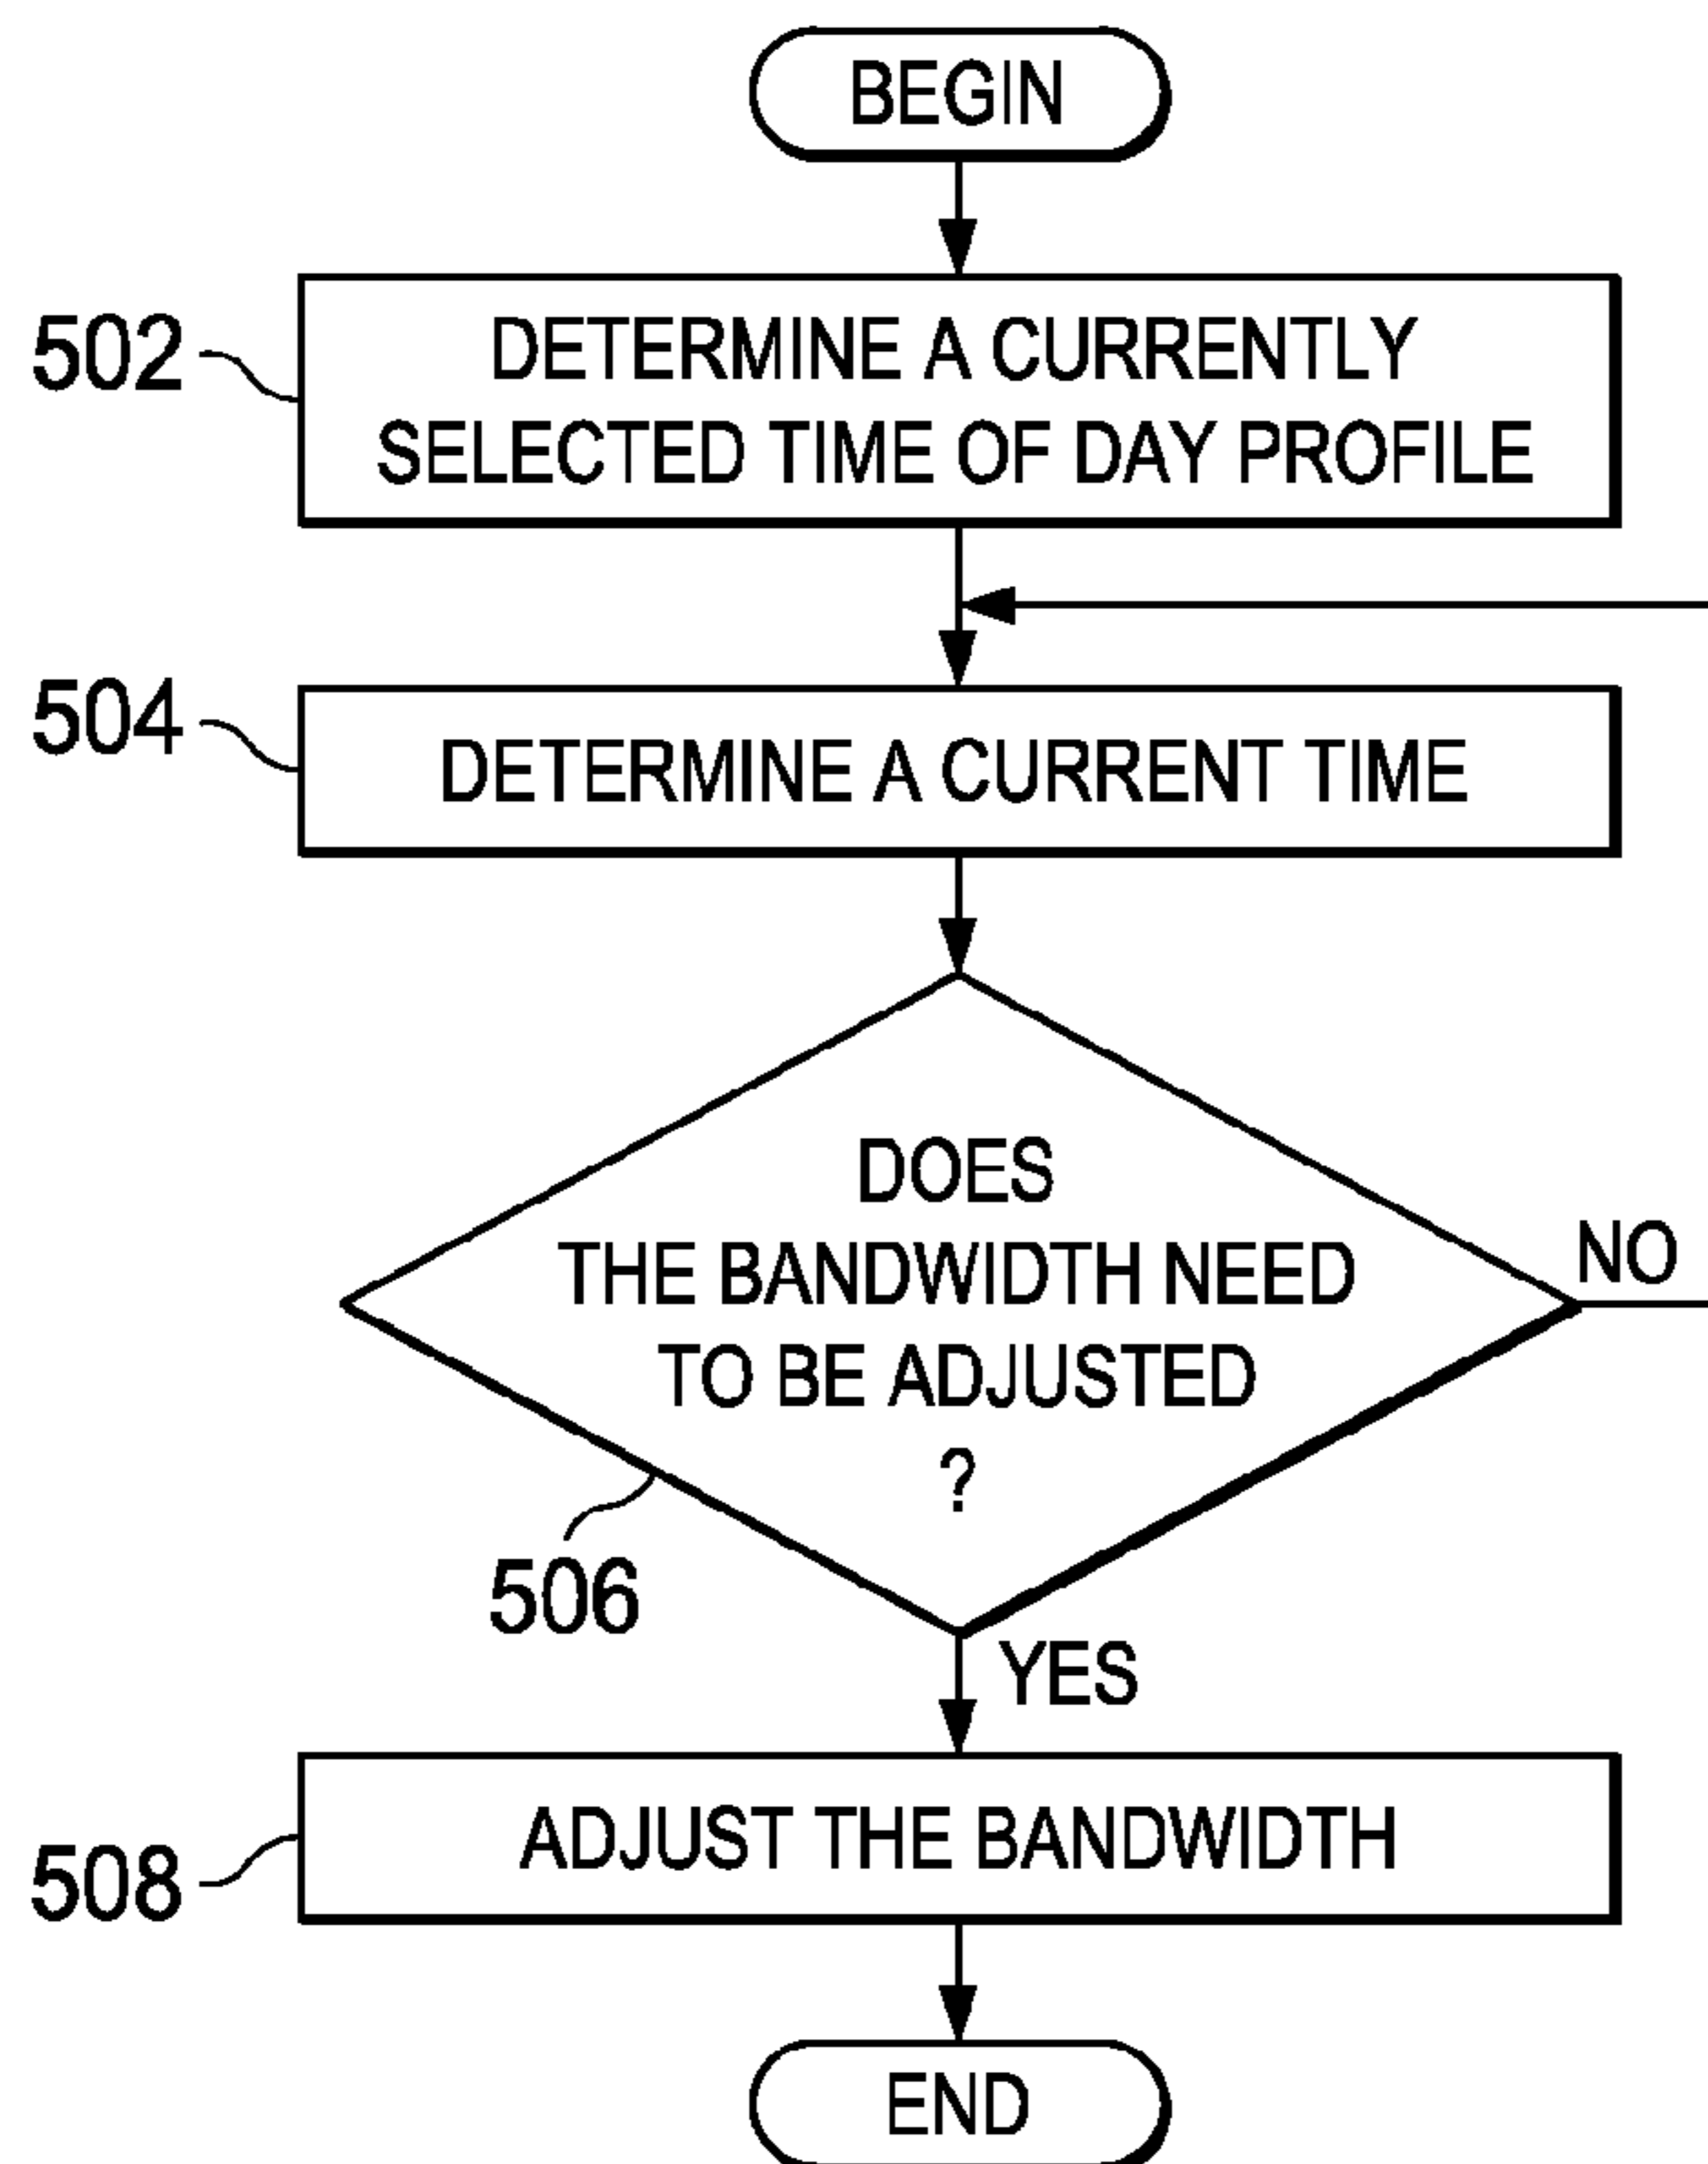 BEGIN
502
DETERMINE A CURRENTLY
SELECTED TIME OF DAY PROFILE
504
DETERMINE A CURRENT TIME
DOES
THE BANDWIDTH NEED
TO BE ADJUSTED
?
NO
506
YES
508
ADJUST THE BANDWIDTH
END